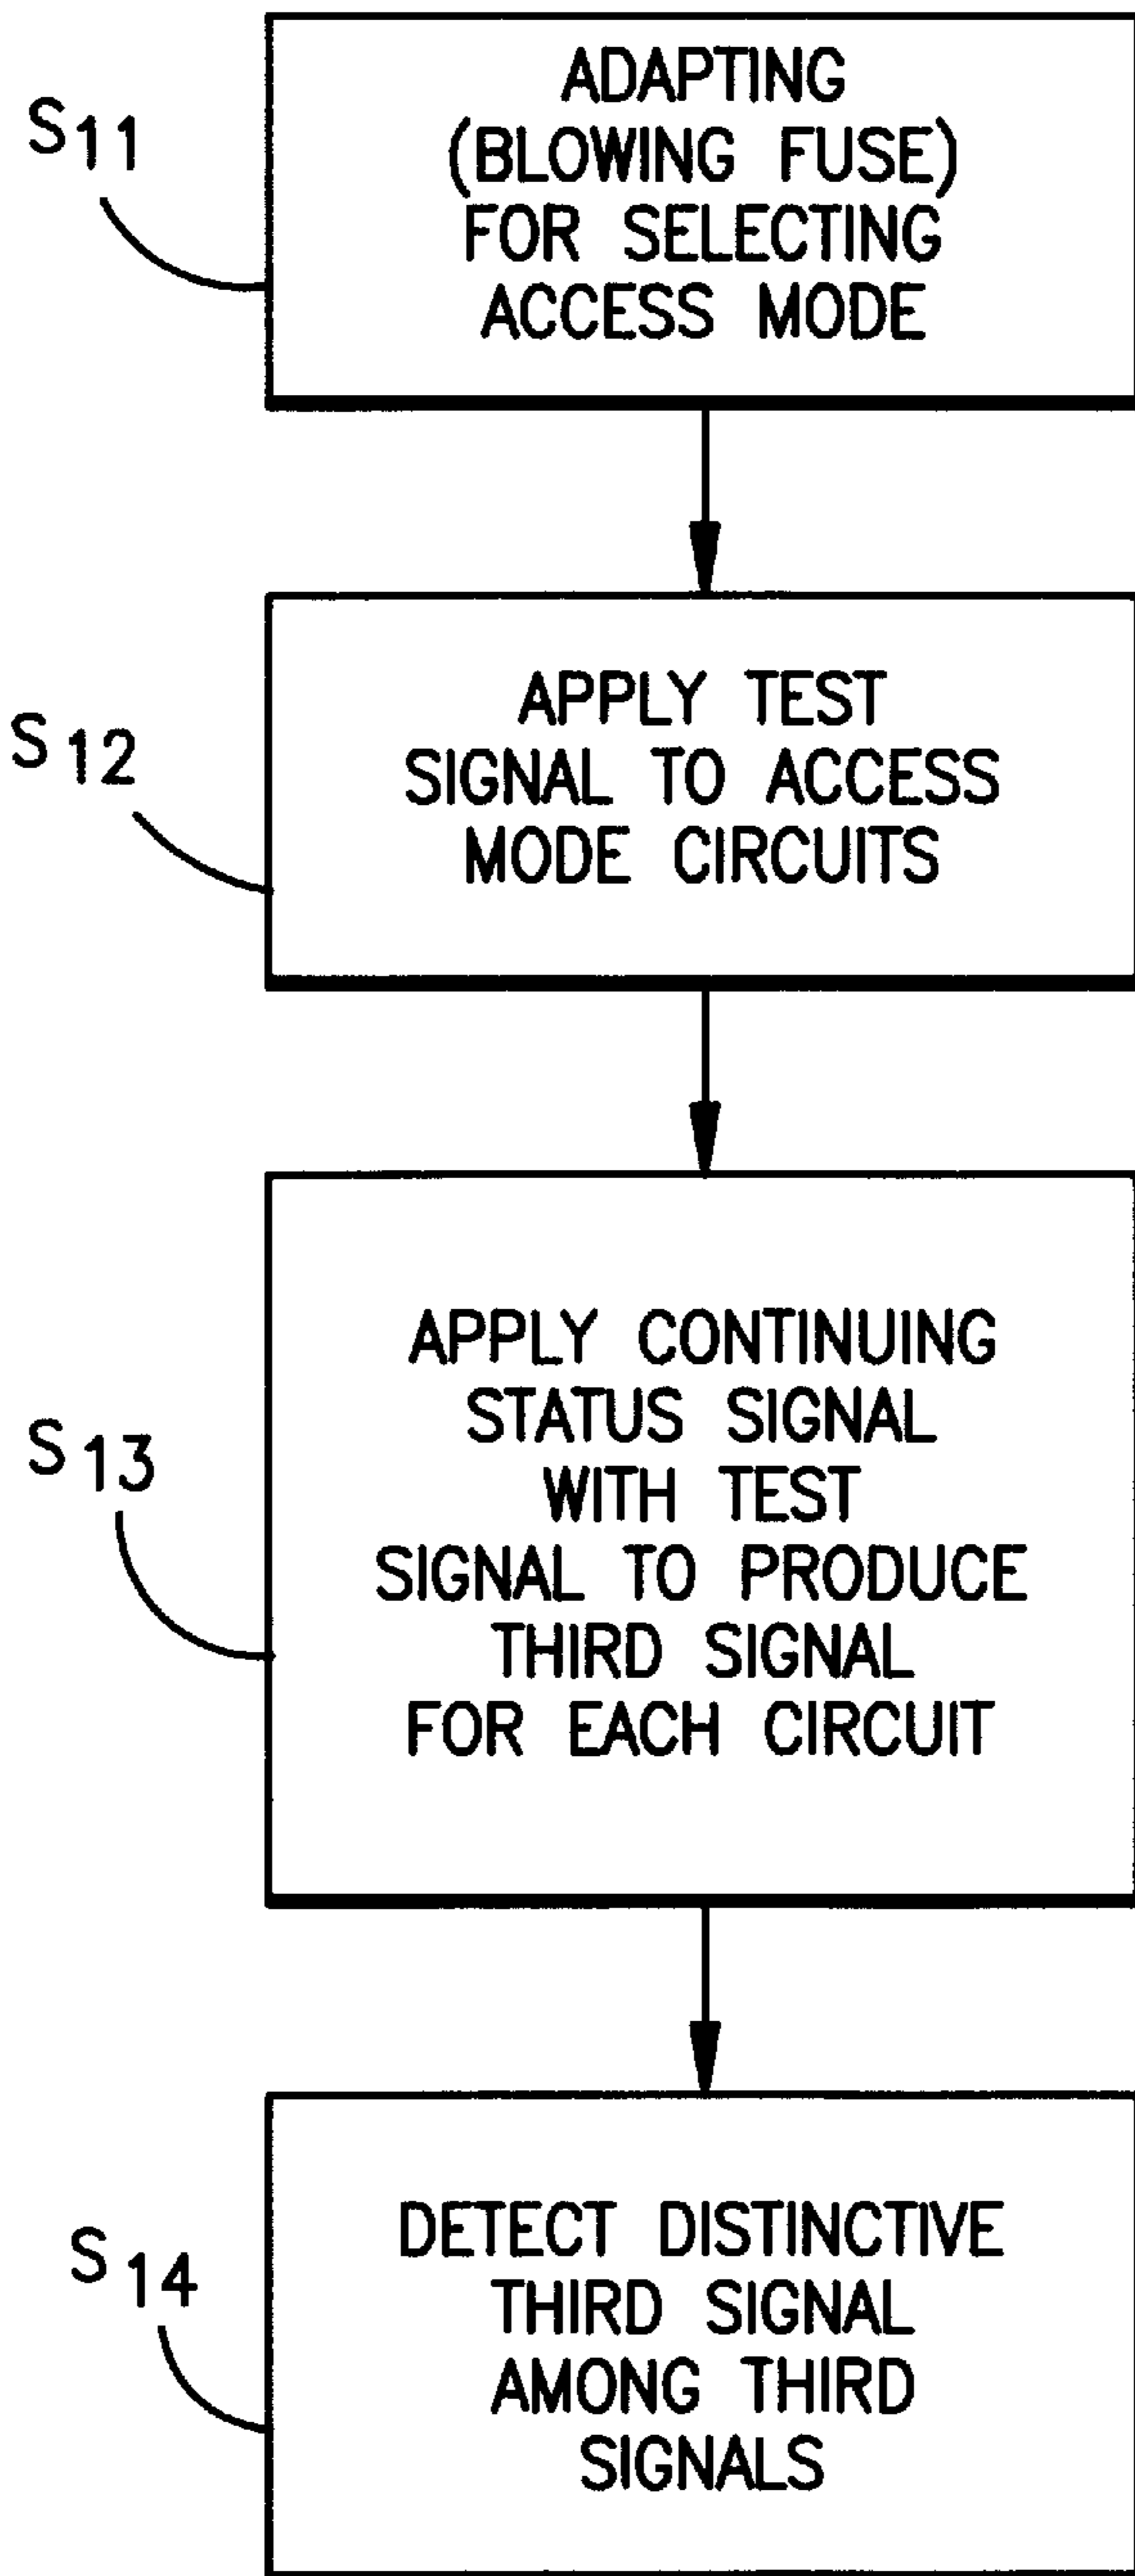 S11
ADAPTING
(BLOWING FUSE)
FOR SELECTING
ACCESS MODE
S12
APPLY TEST
SIGNAL TO ACCESS
MODE CIRCUITS
S13
APPLY CONTINUING
STATUS SIGNAL
WITH TEST
SIGNAL TO PRODUCE
THIRD SIGNAL
FOR EACH CIRCUIT
S14
DETECT DISTINCTIVE
THIRD SIGNAL
AMONG THIRD
SIGNALS